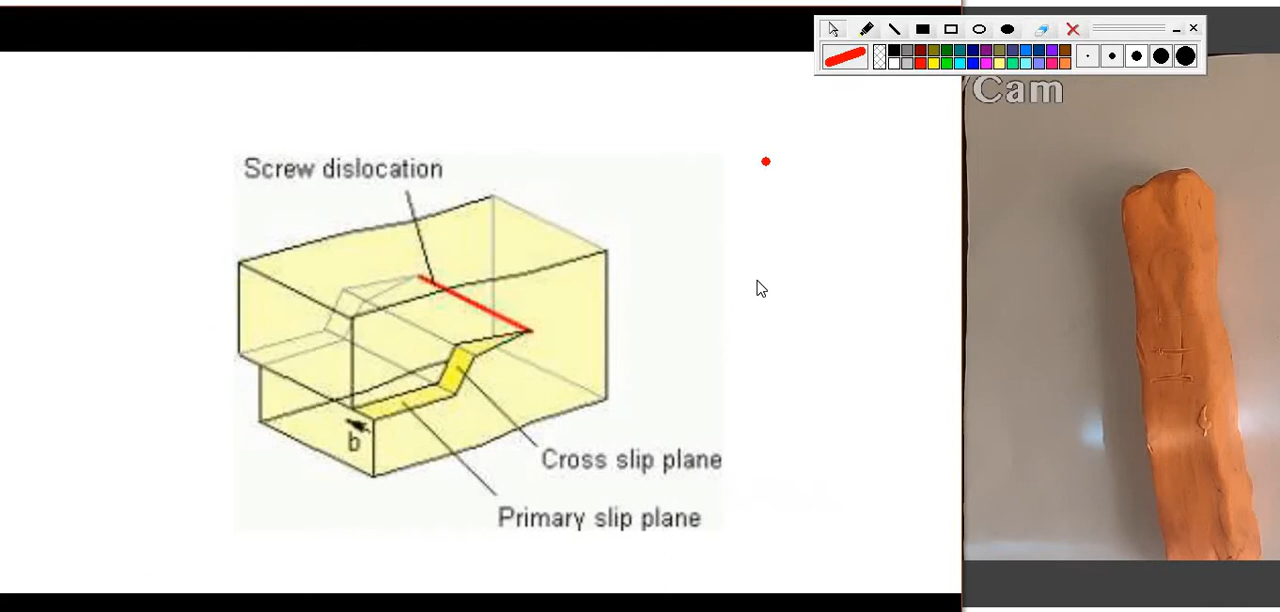 Cam
Screw dislocation
b
Cross slip plane
Primary slip plane